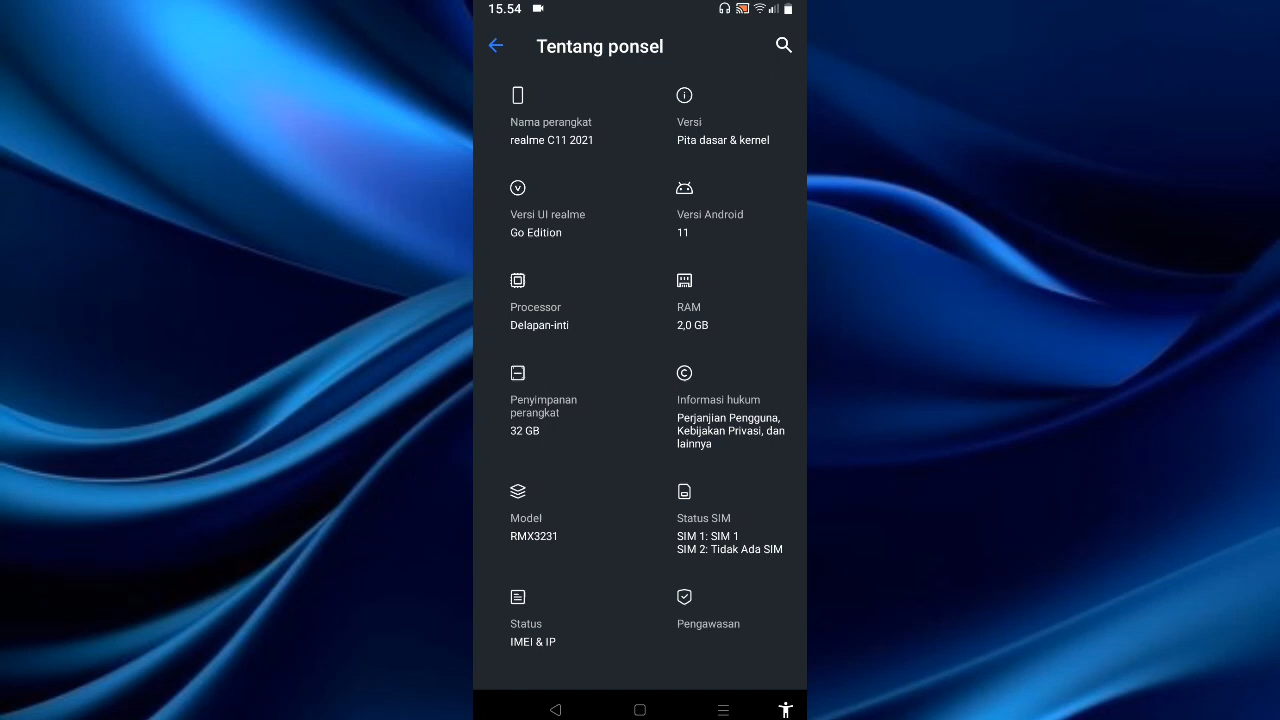 15.54
Tentang ponsel
Nama perangkat
realme C11 2021
Versi
Pita dasar & kernel
Versi UI realme
Go Edition
Versi Android
11
Processor
Delapan-inti
RAM
2,0 GB
Penyimpanan
perangkat
32 GB
Informasi hukum
Perjanjian Pengguna,
Kebijakan Privasi, dan
lainnya
Model
RMX3231
Status SIM
SIM 1: SIM 1
SIM 2: Tidak Ada SIM
Status
IMEI & IP
Pengawasan